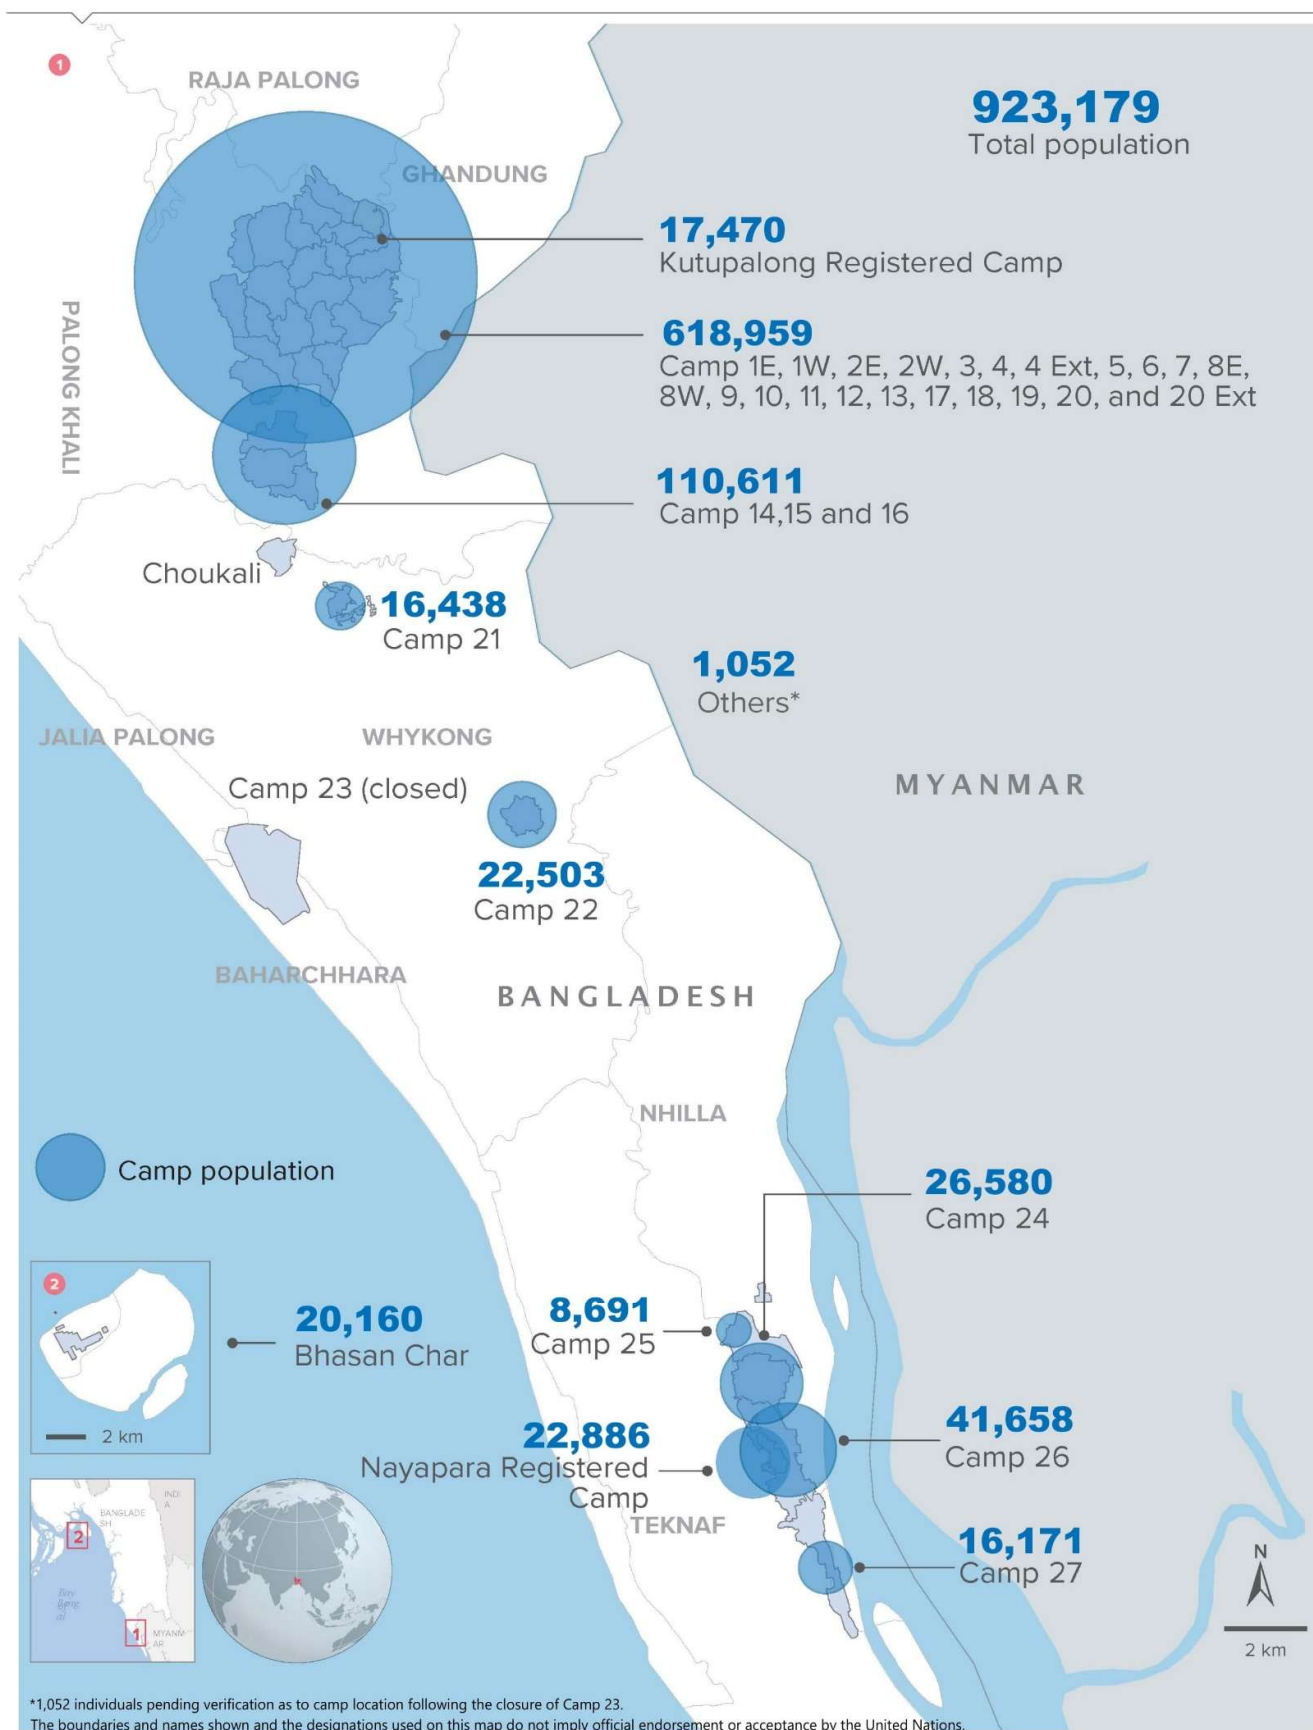 1
RAJA PALONG
923,179
Total population
GHANDUNG
17,470
Kutupalong Registered Camp
PALONG KHALI
618,959
Camp 1E, 1W, 2E, 2W, 3, 4, 4 Ext, 5, 6, 7, 8E,
8W, 9, 10, 11, 12, 13, 17, 18, 19, 20, and 20 Ext
110,611
Camp 14,15 and 16
Choukali
16,438
Camp 21
1,052
Others*
JALIA PALONG
WHYKONG
Camp 23 (closed)
MYANMAR
22,503
Camp 22
BAHARCHHARA
BANGLADESH
NHILLA
Camp population
26,580
Camp 24
2
20,160
Bhasan Char
2 km
8,691
Camp 25
22,886
Nayapara Registered
Camp
41,658
Camp 26
TEKNAF
16,171
Camp 27
INDI
A
BANGLADE
SH
2
Bay
1
MYANM
AR
N
2 km
*1,052 individuals pending verification as to camp location following the closure of Camp 23.
The boundaries and names shown and the designations used on this map do not imply official endorsement or acceptance by the United Nations.